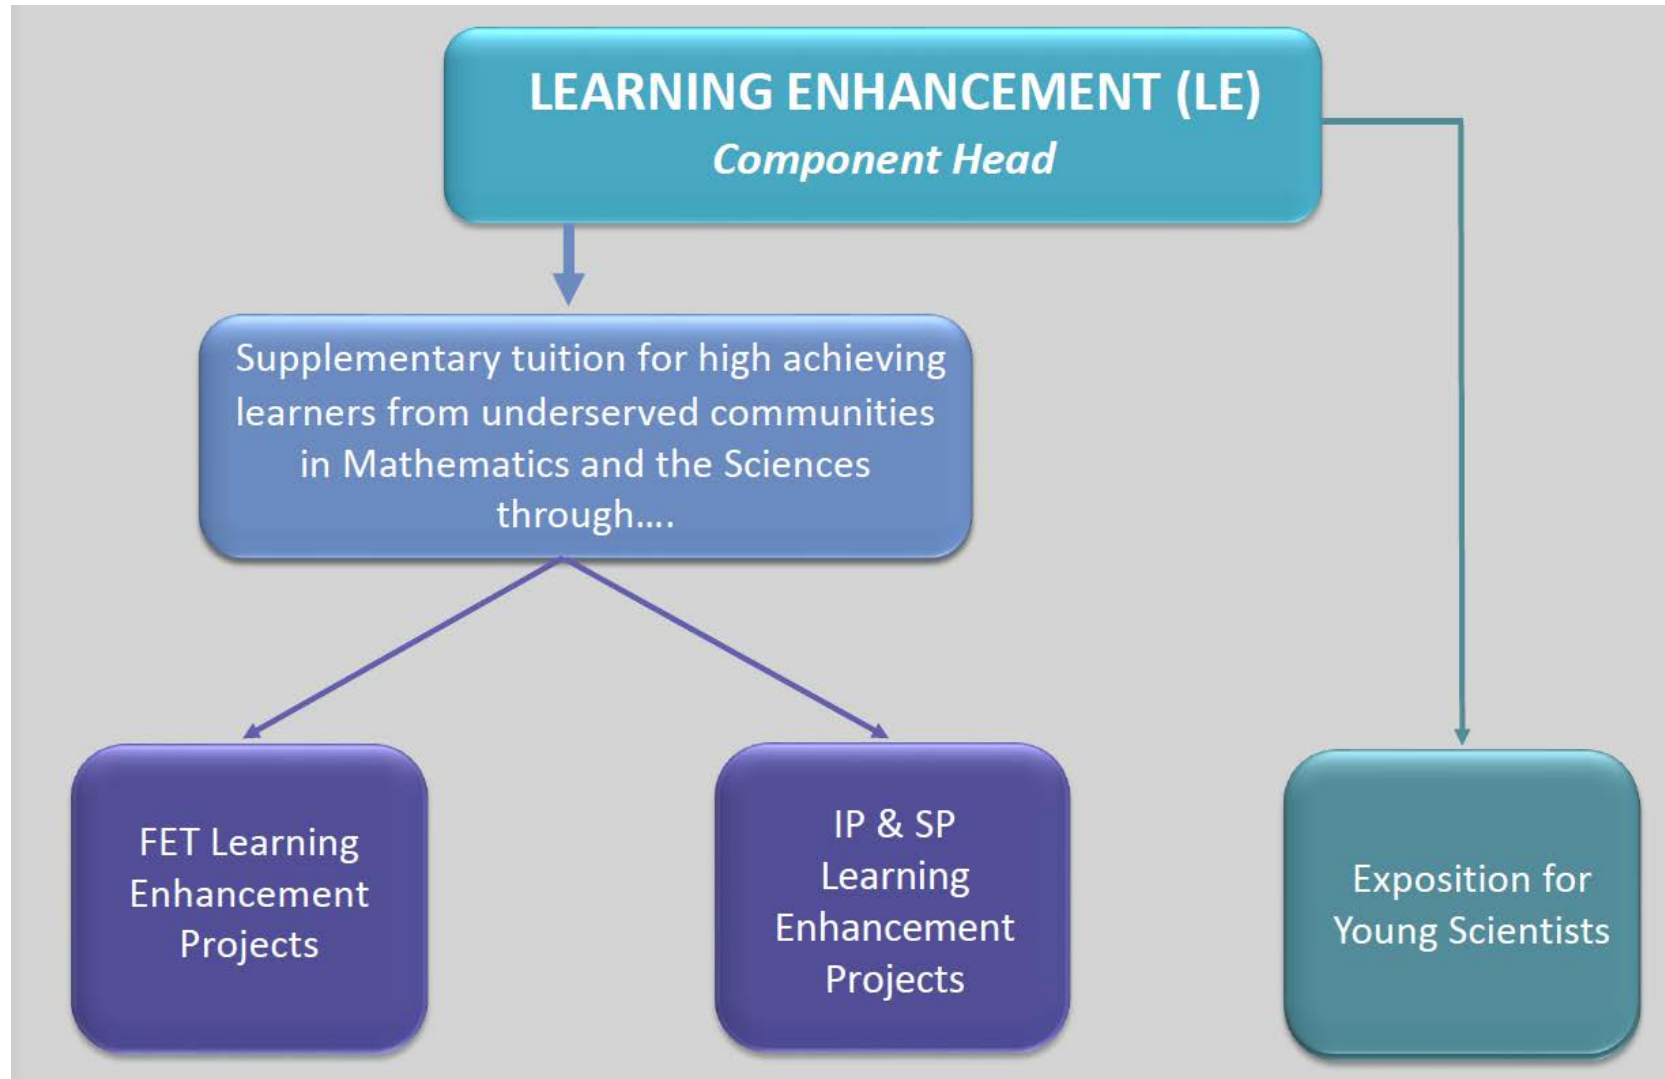 LEARNING ENHANCEMENT (LE)
Component Head
Supplementary tuition for high achieving
learners from underserved communities
in Mathematics and the Sciences
through....
FET Learning
Enhancement
Projects
IP & SP
Learning
Enhancement
Projects
Exposition for
Young Scientists